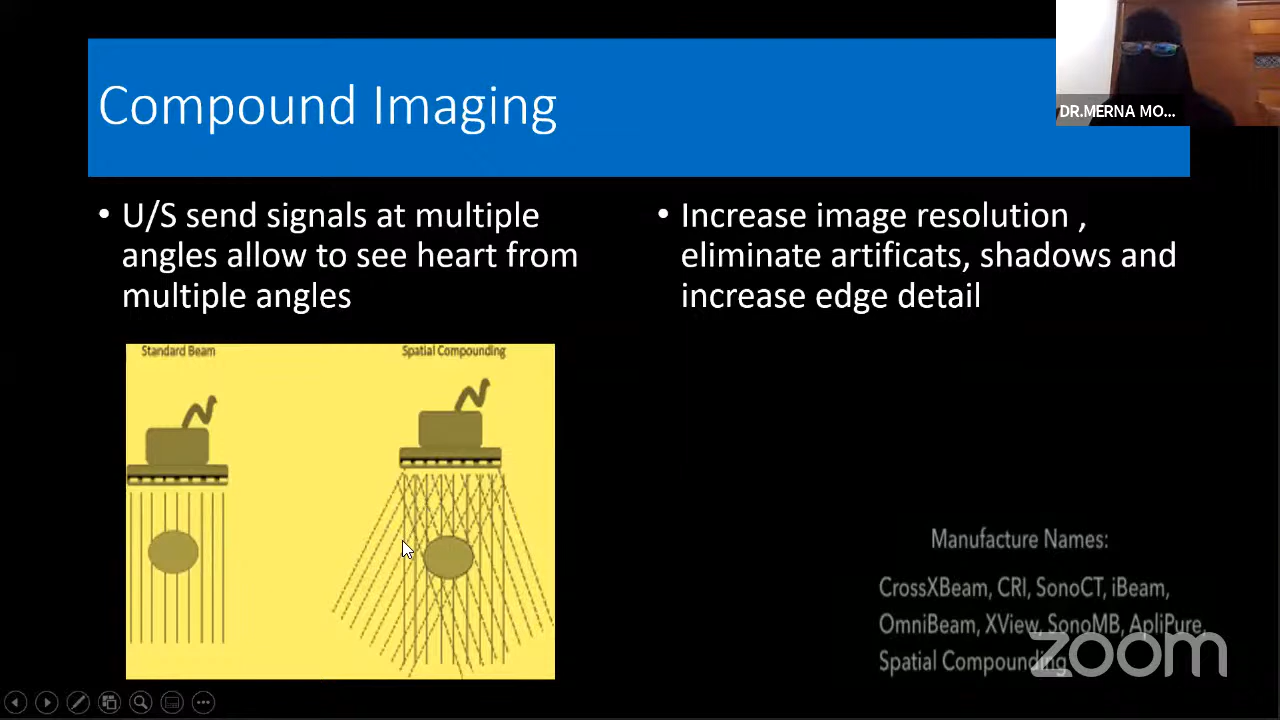 Compound Imaging
DR.MERNA MO...
• U/S send signals at multiple
angles allow to see heart from
multiple angles
• Increase image resolution ,
eliminate artificats, shadows and
increase edge detail
Standard Beam
Spatial Compounding
Manufacture Names:
CrossXBeam, CRI, SonoCT, iBeam,
OmniBeam, XView, SonoMB, ApliPure,
Spatial Compounding
zoom